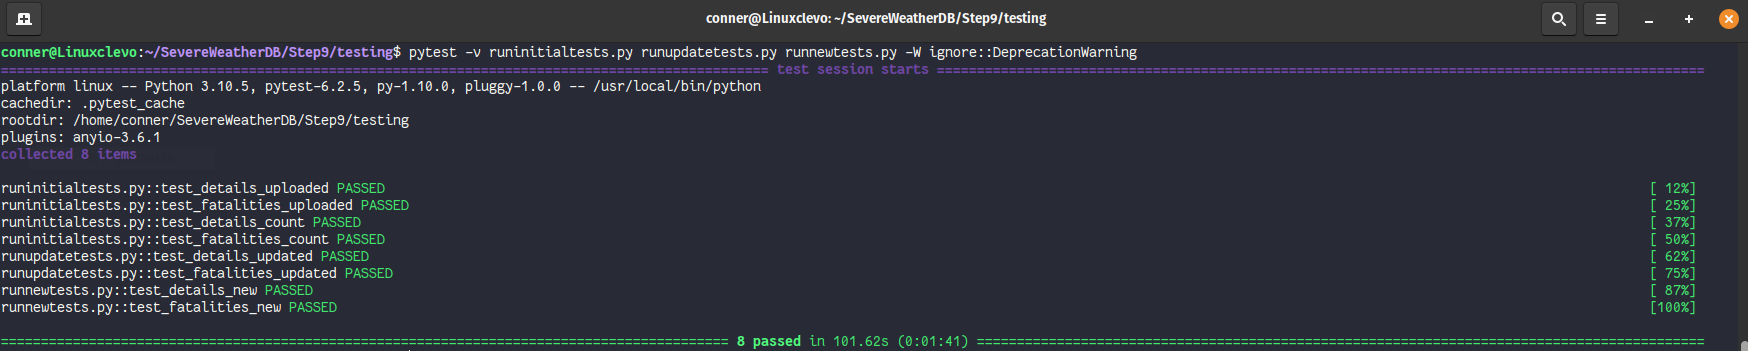 conner@Linuxclevo: ~/SevereWeatherDB/Step9/testing
conner@Linuxclevo:~/SevereWeatherDB/Step9/testing$ pytest -v runinitialtests.py runupdatetests.py runnewtests.py -W ignore::DeprecationWarning
================================================================================================ test session starts ================================================================================================
platform linux -- Python 3.10.5, pytest-6.2.5, py-1.10.0, pluggy-1.0.0 -- /usr/local/bin/python
cachedir: .pytest_cache
rootdir: /home/conner/SevereWeatherDB/Step9/testing
plugins: anyio-3.6.1
collected 8 items
runinitialtests.py::test_details_uploaded PASSED [ 12%]
runinitialtests.py::test_fatalities_uploaded PASSED [ 25%]
runinitialtests.py::test_details_count PASSED [ 37%]
runinitialtests.py::test_fatalities_count PASSED [ 50%]
runupdatetests.py::test_details_updated PASSED [ 62%]
runupdatetests.py::test_fatalities_updated PASSED [ 75%]
runnewtests.py::test_details_new PASSED [ 87%]
runnewtests.py::test_fatalities_new PASSED [100%]
=========================================================================================== 8 passed in 101.62s (0:01:41) ===========================================================================================